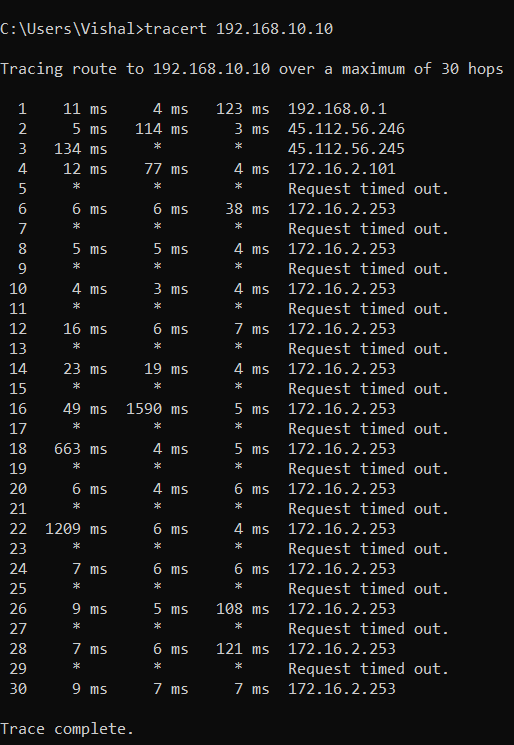 C:\Users\Vishal>tracert 192.168.10.10
Tracing route to 192.168.10.10 over a maximum of 30 hops
1 11 ms 4 ms 123 ms 192.168.0.1
2 5 ms 114 ms 3 ms 45.112.56.246
3 134 ms * * 45.112.56.245
4 12 ms 77 ms 4 ms 172.16.2.101
5 * * * Request timed out.
6 6 ms 6 ms 38 ms 172.16.2.253
7 * * * Request timed out.
8 5 ms 5 ms 4 ms 172.16.2.253
9 * * * Request timed out.
10 4 ms 3 ms 4 ms 172.16.2.253
11 * * * Request timed out.
12 16 ms 6 ms 7 ms 172.16.2.253
13 * * * Request timed out.
14 23 ms 19 ms 4 ms 172.16.2.253
15 * * * Request timed out.
16 49 ms 1590 ms 5 ms 172.16.2.253
17 * * * Request timed out.
18 663 ms 4 ms 5 ms 172.16.2.253
19 * * * Request timed out.
20 6 ms 4 ms 6 ms 172.16.2.253
21 * * * Request timed out.
22 1209 ms 6 ms 4 ms 172.16.2.253
23 * * * Request timed out.
24 7 ms 6 ms 6 ms 172.16.2.253
25 * * * Request timed out.
26 9 ms 5 ms 108 ms 172.16.2.253
27 * * * Request timed out.
28 7 ms 6 ms 121 ms 172.16.2.253
29 * * * Request timed out.
30 9 ms 7 ms 7 ms 172.16.2.253
Trace complete.